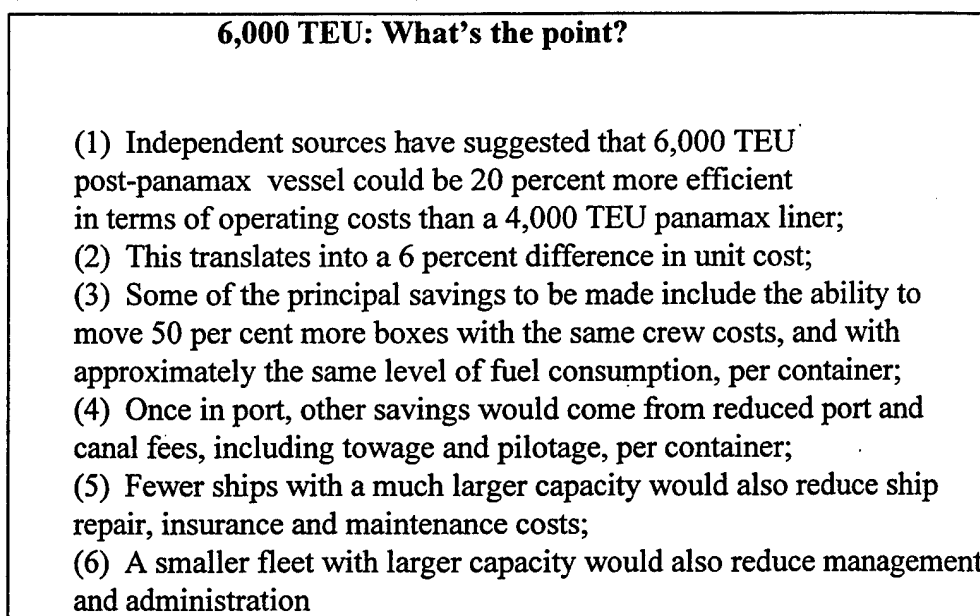 6,000 TEU: What's the point?
(1) Independent sources have suggested that 6,000 TEU
post-panamax vessel could be 20 percent more efficient
in terms of operating costs than a 4,000 TEU panamax liner;
(2) This translates into a 6 percent difference in unit cost;
(3) Some of the principal savings to be made include the ability to
move 50 per cent more boxes with the same crew costs, and with
approximately the same level of fuel consumption, per container;
(4) Once in port, other savings would come from reduced port and
canal fees, including towage and pilotage, per container;
(5) Fewer ships with a much larger capacity would also reduce ship
repair, insurance and maintenance costs;
(6) A smaller fleet with larger capacity would also reduce management
and administration